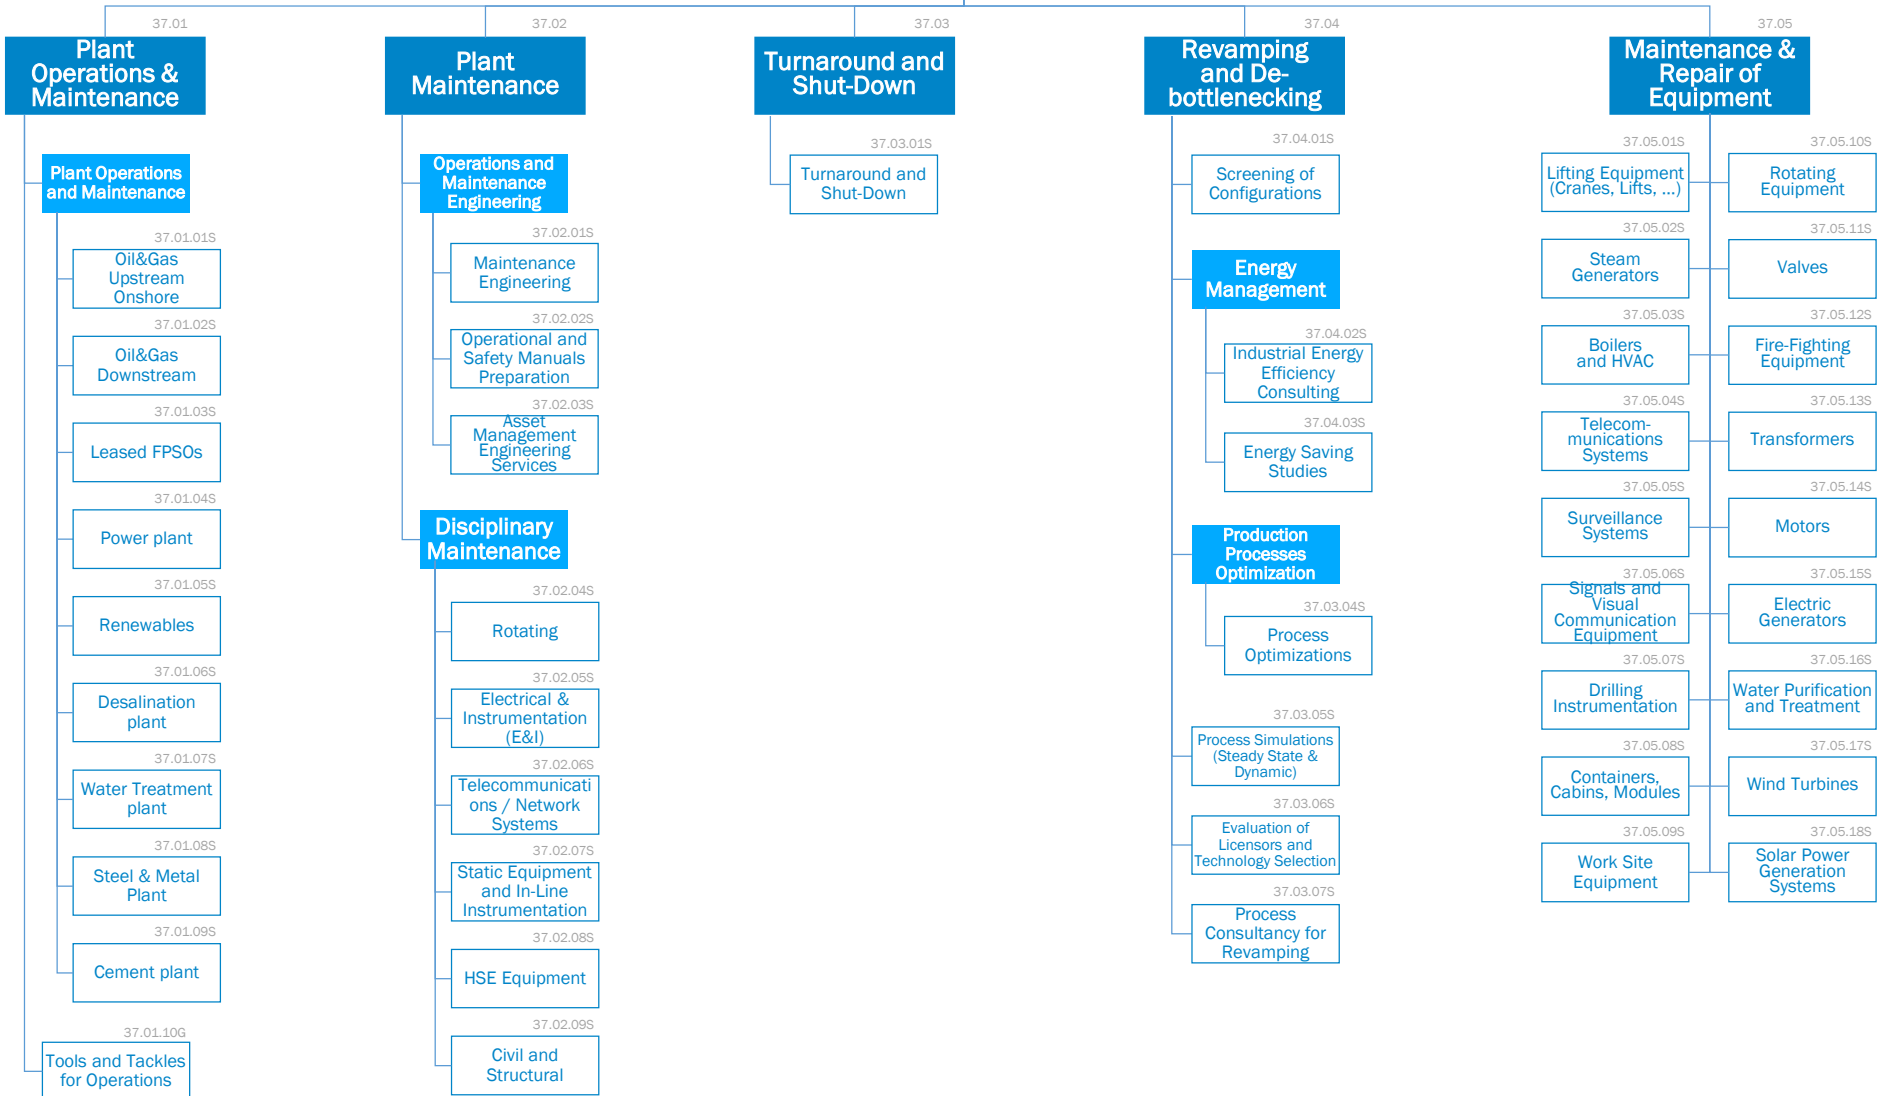 37.01
Plant
Operations &
Maintenance
Plant Operations
and Maintenance
37.01.01S
Oil&Gas
Upstream
Onshore
37.01.02S
Oil&Gas
Downstream
37.01.03S
Leased FPSOs
37.01.04S
Power plant
37.01.05S
Renewables
37.01.06S
Desalination
plant
37.01.07S
Water Treatment
plant
37.01.08S
Steel & Metal
Plant
37.01.09S
Cement plant
37.01.10G
Tools and Tackles
for Operations
37.02
Plant
Maintenance
Operations and
Maintenance
Engineering
37.02.01S
Maintenance
Engineering
37.02.02S
Operational and
Safety Manuals
Preparation
37.02.03S
Asset
Management
Engineering
Services
Disciplinary
Maintenance
37.02.04S
Rotating
37.02.05S
Electrical &
Instrumentation
(E&I)
37.02.06S
Telecommunicati
ons / Network
Systems
37.02.07S
Static Equipment
and In-Line
Instrumentation
37.02.08S
HSE Equipment
37.02.09S
Civil and
Structural
37.03
Turnaround and
Shut-Down
37.03.01S
Turnaround and
Shut-Down
37.04
Revamping
and De-
bottlenecking
37.04.01S
Screening of
Configurations
Energy
Management
37.04.02S
Industrial Energy
Efficiency
Consulting
37.04.03S
Energy Saving
Studies
Production
Processes
Optimization
37.03.04S
Process
Optimizations
37.03.05S
Process Simulations
(Steady State &
Dynamic)
37.03.06S
Evaluation of
Licensors and
Technology Selection
37.03.07S
Process
Consultancy for
Revamping
37.05
Maintenance &
Repair of
Equipment
37.05.01S
Lifting Equipment
(Cranes, Lifts, ...)
37.05.02S
Steam
Generators
37.05.03S
Boilers
and HVAC
37.05.04S
Telecom-
munications
Systems
37.05.05S
Surveillance
Systems
37.05.06S
Signals and
Visual
Communication
Equipment
37.05.07S
Drilling
Instrumentation
37.05.08S
Containers,
Cabins, Modules
37.05.09S
Work Site
Equipment
37.05.10S
Rotating
Equipment
37.05.11S
Valves
37.05.12S
Fire-Fighting
Equipment
37.05.13S
Transformers
37.05.14S
Motors
37.05.15S
Electric
Generators
37.05.16S
Water Purification
and Treatment
37.05.17S
Wind Turbines
37.05.18S
Solar Power
Generation
Systems